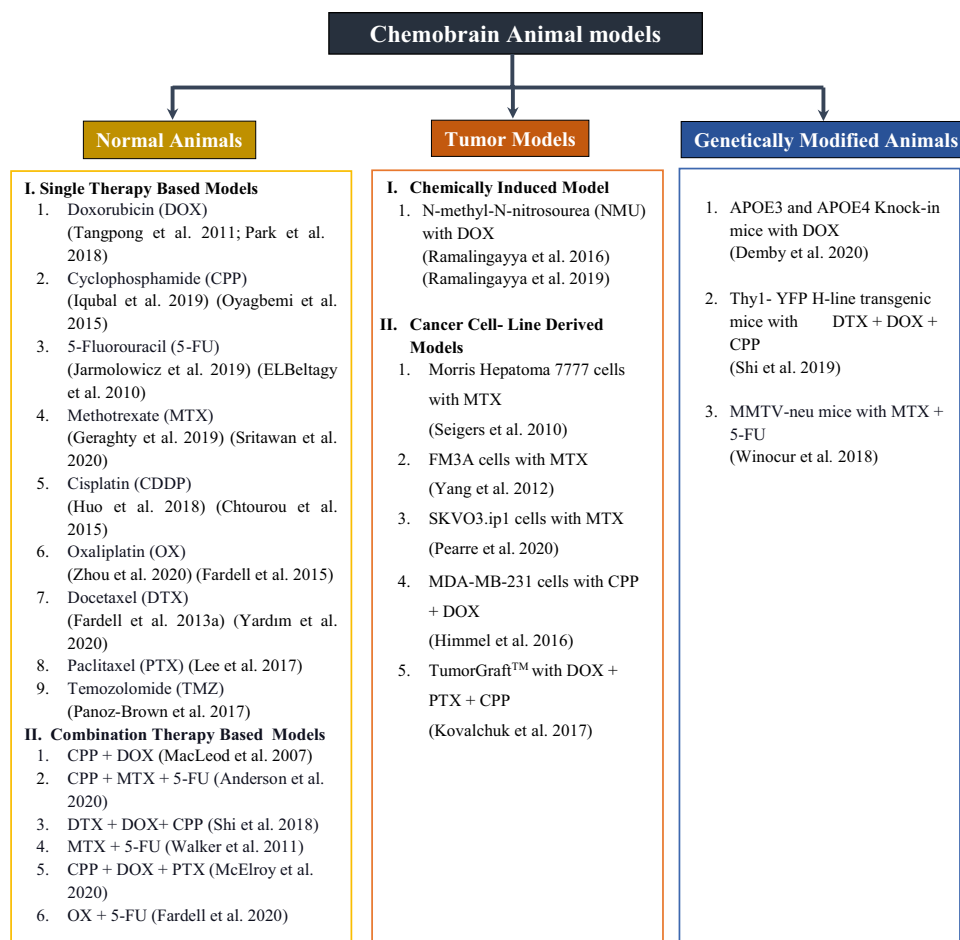 Chemobrain Animal models
Normal Animals
I. Single Therapy Based Models
1. Doxorubicin (DOX)
(Tangpong et al. 2011; Park et al.
2018)
2. Cyclophosphamide (CPP)
(Iqubal et al. 2019) (Oyagbemi et al.
2015)
3. 5-Fluorouracil (5-FU)
(Jarmolowicz et al. 2019) (ELBeltagy
et al. 2010)
4. Methotrexate (MTX)
(Geraghty et al. 2019) (Sritawan et al.
2020)
5. Cisplatin (CDDP)
(Huo et al. 2018) (Chtourou et al.
2015)
6. Oxaliplatin (OX)
(Zhou et al. 2020) (Fardell et al. 2015)
7. Docetaxel (DTX)
(Fardell et al. 2013a) (Yardım et al.
2020)
8. Paclitaxel (PTX) (Lee et al. 2017)
9. Temozolomide (TMZ)
(Panoz-Brown et al. 2017)
II. Combination Therapy Based Models
1. CPP + DOX (MacLeod et al. 2007)
2. CPP + MTX + 5-FU (Anderson et al.
2020)
3. DTX + DOX+ CPP (Shi et al. 2018)
4. MTX + 5-FU (Walker et al. 2011)
5. CPP + DOX + PTX (McElroy et al.
2020)
6. OX + 5-FU (Fardell et al. 2020)
Tumor Models
I. Chemically Induced Model
1. N-methyl-N-nitrosourea (NMU)
with DOX
(Ramalingayya et al. 2016)
(Ramalingayya et al. 2019)
II. Cancer Cell- Line Derived
Models
1. Morris Hepatoma 7777 cells
with MTX
(Seigers et al. 2010)
2. FM3A cells with MTX
(Yang et al. 2012)
3. SKVO3.ip1 cells with MTX
(Pearre et al. 2020)
4. MDA-MB-231 cells with CPP
+ DOX
(Himmel et al. 2016)
5. TumorGraft™ with DOX +
PTX + CPP
(Kovalchuk et al. 2017)
Genetically Modified Animals
1. APOE3 and APOE4 Knock-in
mice with DOX
(Demby et al. 2020)
2. Thy1- YFP H-line transgenic
mice with DTX + DOX +
CPP
(Shi et al. 2019)
3. MMTV-neu mice with MTX +
5-FU
(Winocur et al. 2018)